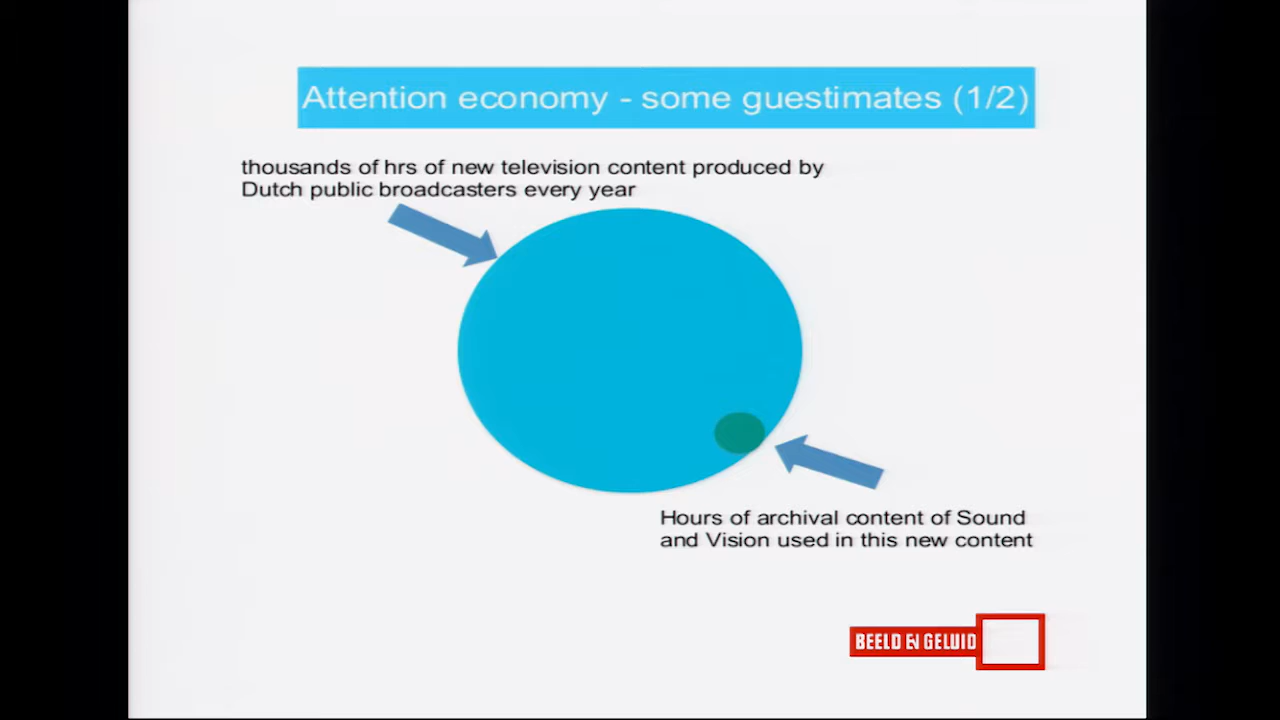 Attention economy - some guestimates (1/2)
thousands of hrs of new television content produced by
Dutch public broadcasters every year
Hours of archival content of Sound
and Vision used in this new content
BEELD EN GELUID